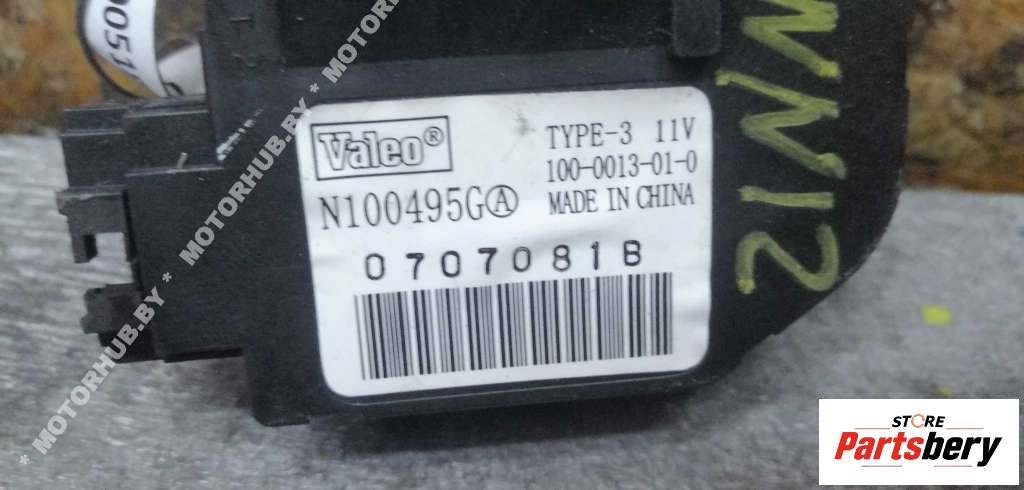 Valeo®
TYPE-3 11V
100-0013-01-0
N100495GⒶ
MADE IN CHINA
0707081B
WN12
* MOTORHUB.BY * MOTORHUB.BY * MOTORHUB.BY
STORE
Partsbery